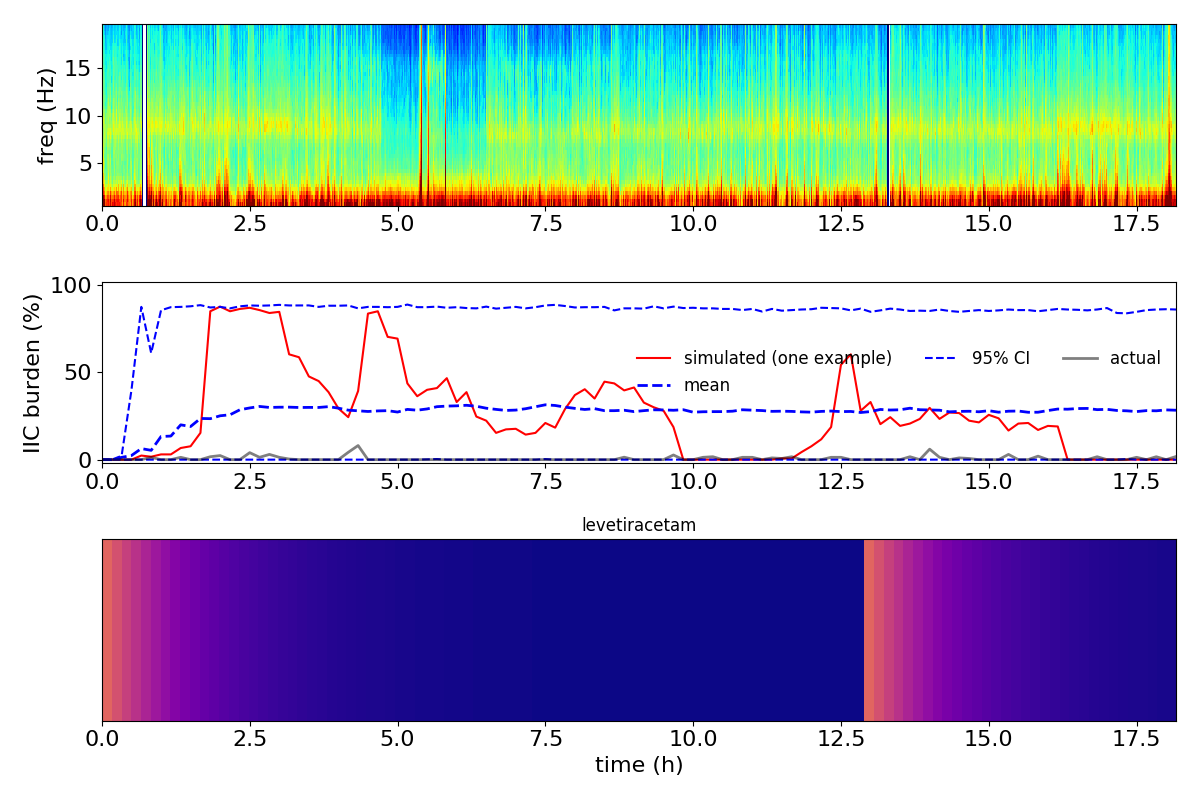 freq (Hz)
15
10
5
0.0 2.5 5.0 7.5 10.0 12.5 15.0 17.5
IIC burden (%)
100
50
0
simulated (one example) 95% CI actual
mean
0.0 2.5 5.0 7.5 10.0 12.5 15.0 17.5
levetiracetam
0.0 2.5 5.0 7.5 10.0 12.5 15.0 17.5
time (h)